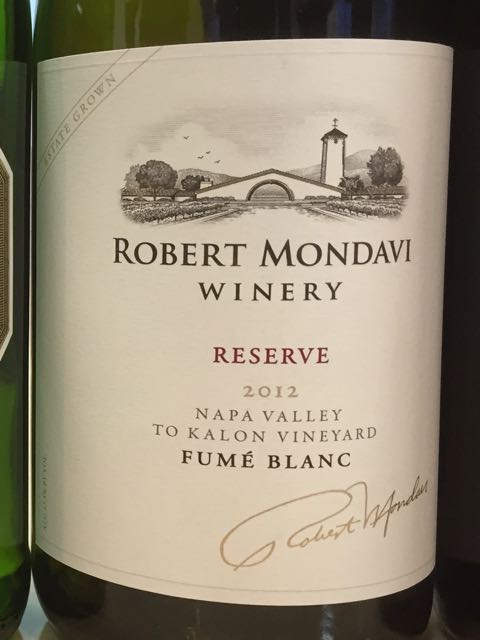 ESTATE GROWN
ROBERT MONDAVI
WINERY
RESERVE
2012
NAPA VALLEY
TO KALON VINEYARD
FUMÉ BLANC
Robert Mondavi